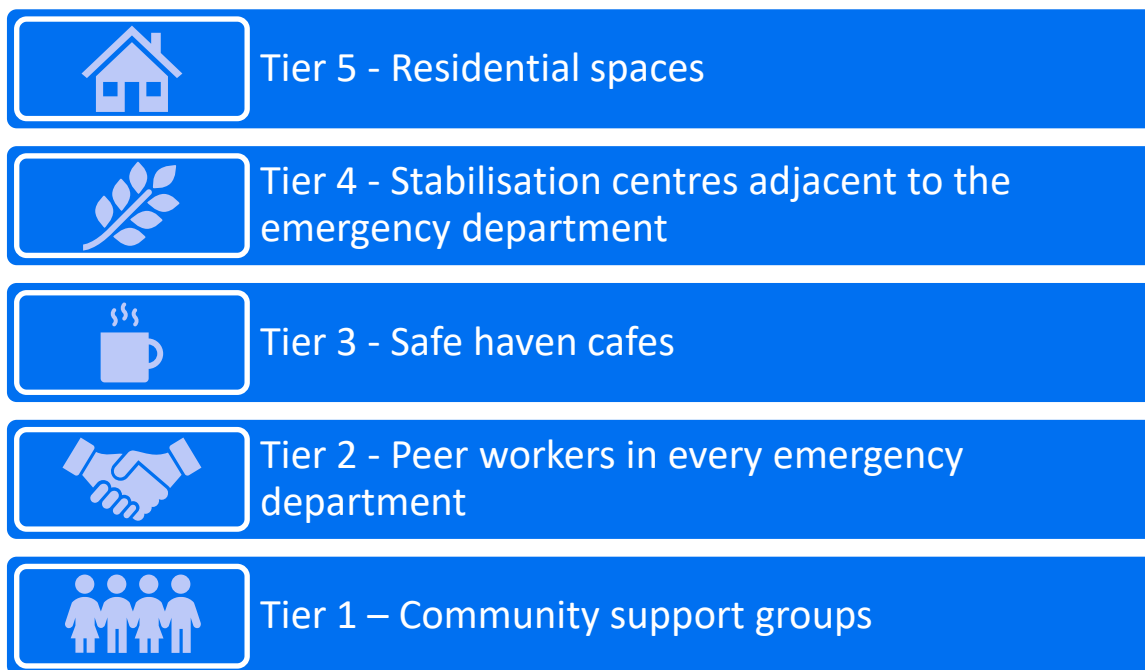 Tier 5 - Residential spaces
Tier 4 - Stabilisation centres adjacent to the
emergency department
Tier 3 - Safe haven cafes
Tier 2 - Peer workers in every emergency
department
Tier 1 – Community support groups